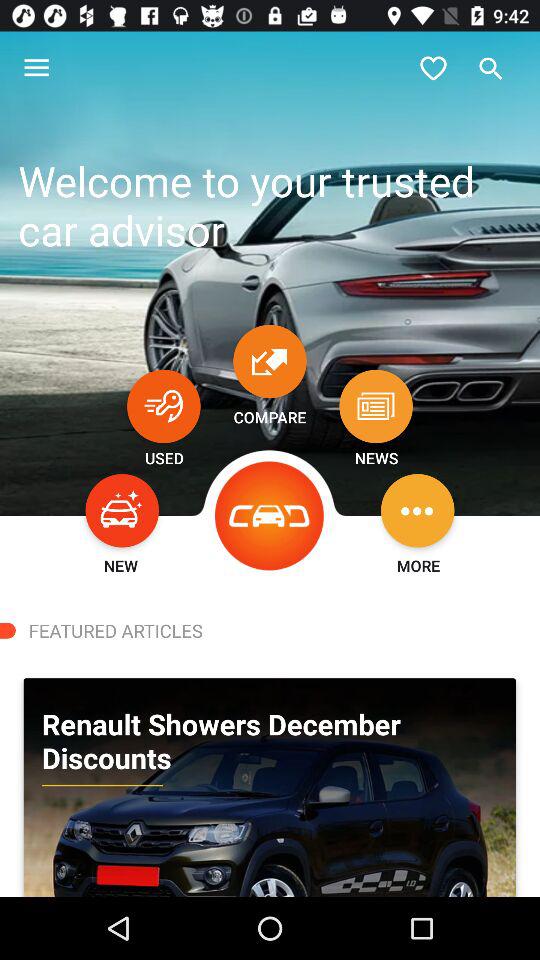 9:42
Welcome to your trusted
car advisor
COMPARE
USED
NEWS
CAD
NEW
MORE
FEATURED ARTICLES
Renault Showers December
Discounts